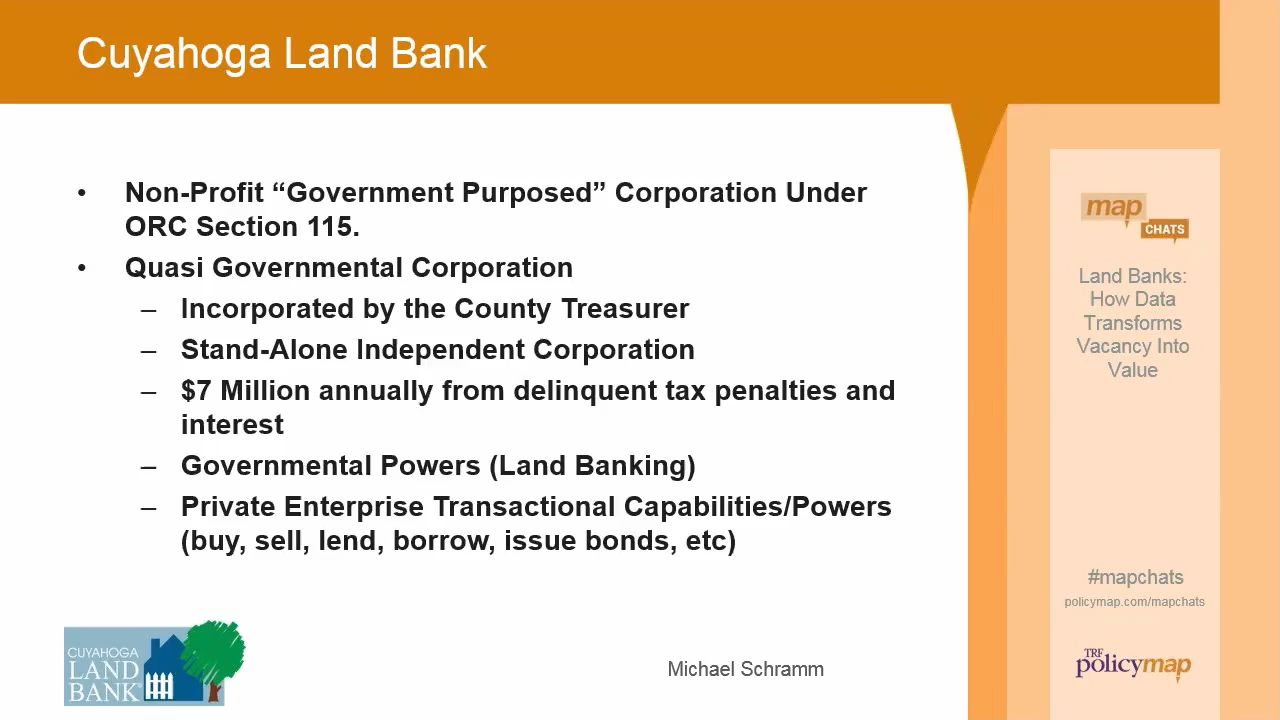 Cuyahoga Land Bank
• Non-Profit “Government Purposed” Corporation Under
ORC Section 115.
• Quasi Governmental Corporation
– Incorporated by the County Treasurer
– Stand-Alone Independent Corporation
– $7 Million annually from delinquent tax penalties and
interest
– Governmental Powers (Land Banking)
– Private Enterprise Transactional Capabilities/Powers
(buy, sell, lend, borrow, issue bonds, etc)
CUYAHOGA
LAND
BANK
Michael Schramm
map
CHATS
Land Banks:
How Data
Transforms
Vacancy Into
Value
#mapchats
policymap.com/mapchats
TRF
policymap